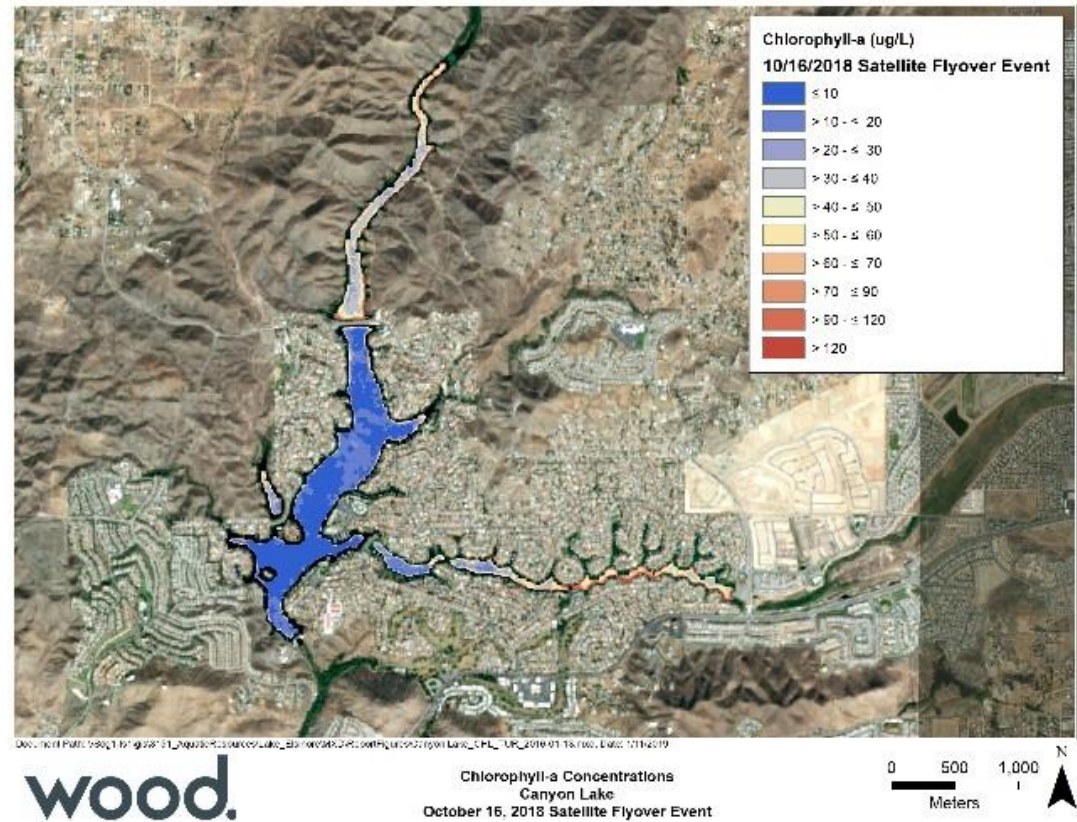 Chlorophyll-a (ug/L)
10/16/2018 Satellite Flyover Event
≤ 10
> 10 - ≤ 20
> 20 - ≤ 30
> 30 - ≤ 40
> 40 - ≤ 50
> 50 - ≤ 60
> 60 - ≤ 70
> 70 - ≤ 90
> 90 - ≤ 120
> 120
Document Path:
wood.
Chlorophyll-a Concentrations
Canyon Lake
October 16, 2018 Satellite Flyover Event
0 500 1,000
Meters
N